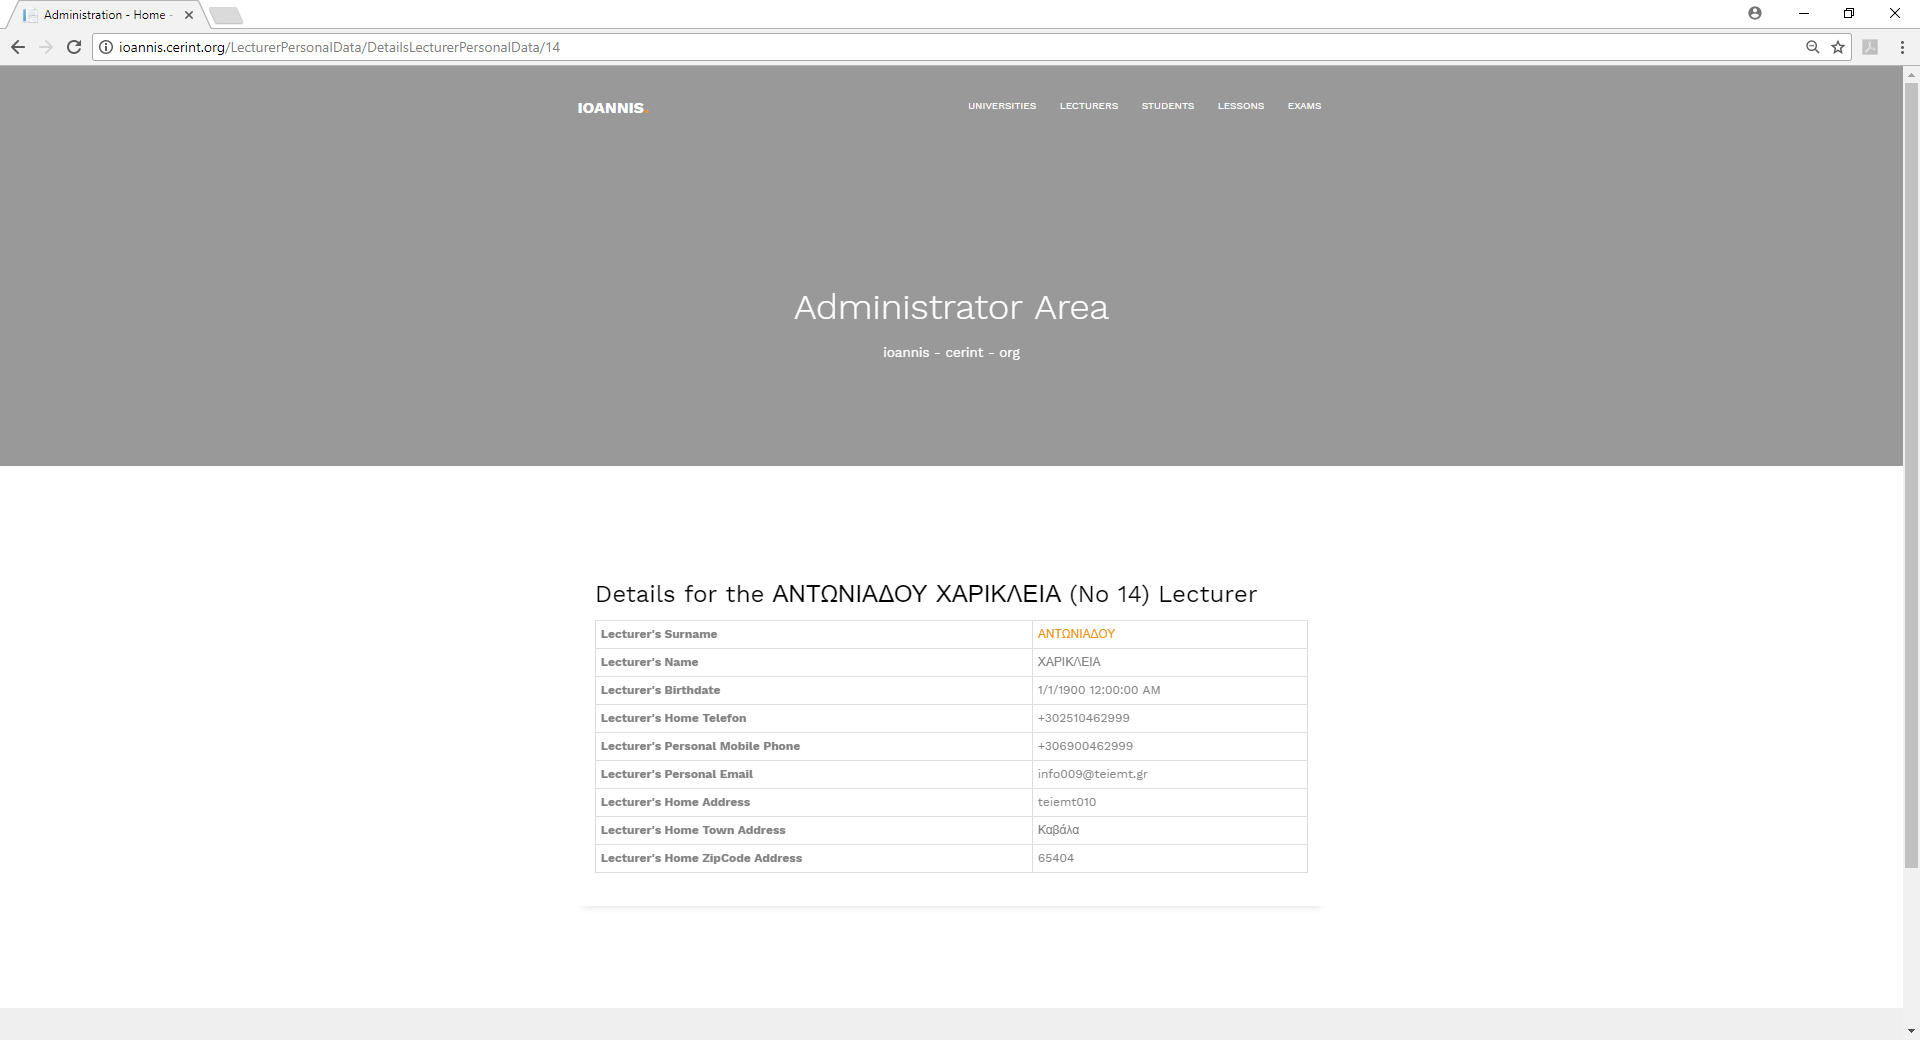 Administration - Home -
ioannis.cerint.org/LecturerPersonalData/DetailsLecturerPersonalData/14
IOANNIS.
UNIVERSITIES LECTURERS STUDENTS LESSONS EXAMS
Administrator Area
ioannis - cerint - org
Details for the ΑΝΤΩΝΙΑΔΟΥ ΧΑΡΙΚΛΕΙΑ (No 14) Lecturer
Lecturer's Surname ΑΝΤΩΝΙΑΔΟΥ
Lecturer's Name ΧΑΡΙΚΛΕΙΑ
Lecturer's Birthdate 1/1/1900 12:00:00 AM
Lecturer's Home Telefon +302510462999
Lecturer's Personal Mobile Phone +306900462999
Lecturer's Personal Email info009@teiemt.gr
Lecturer's Home Address teiemt010
Lecturer's Home Town Address Καβάλα
Lecturer's Home ZipCode Address 65404